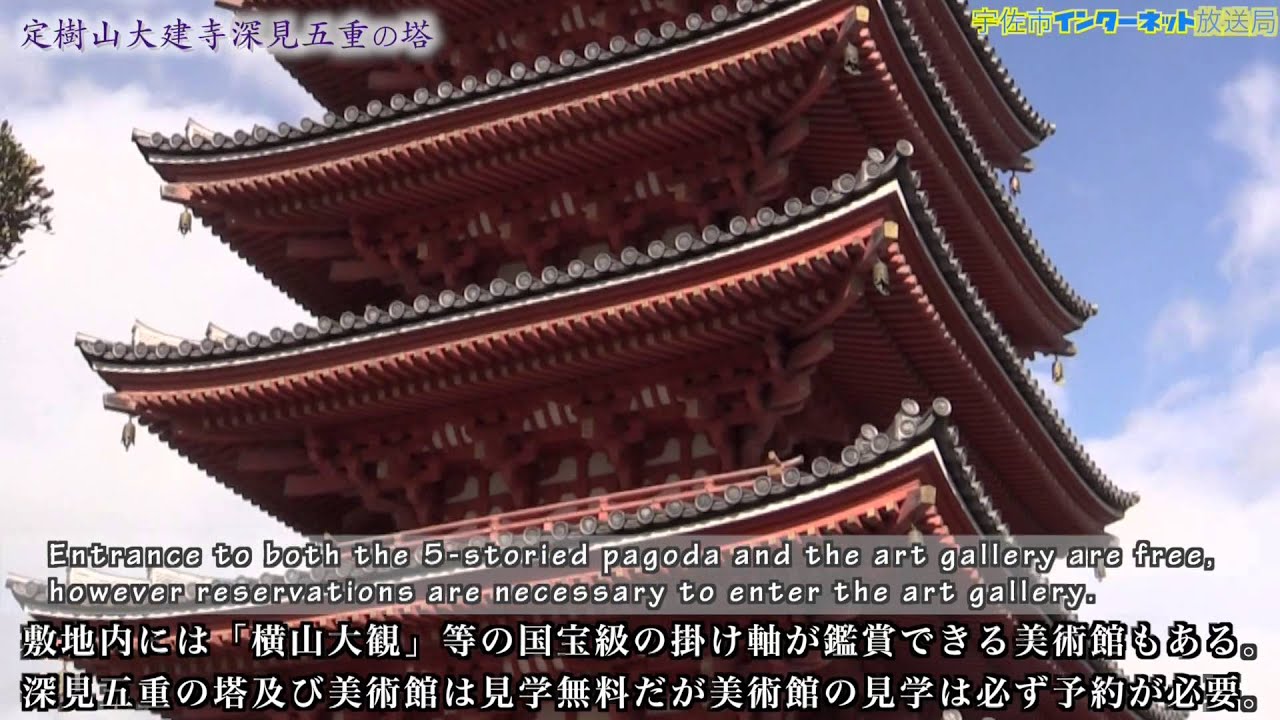 定樹山大建寺深見五重の塔
宇佐市インターネット放送局
Entrance to both the 5-storied pagoda and the art gallery are free,
however reservations are necessary to enter the art gallery.
敷地内には「横山大観」等の国宝級の掛け軸が鑑賞できる美術館もある。
深見五重の塔及び美術館は見学無料だが美術館の見学は必ず予約が必要。